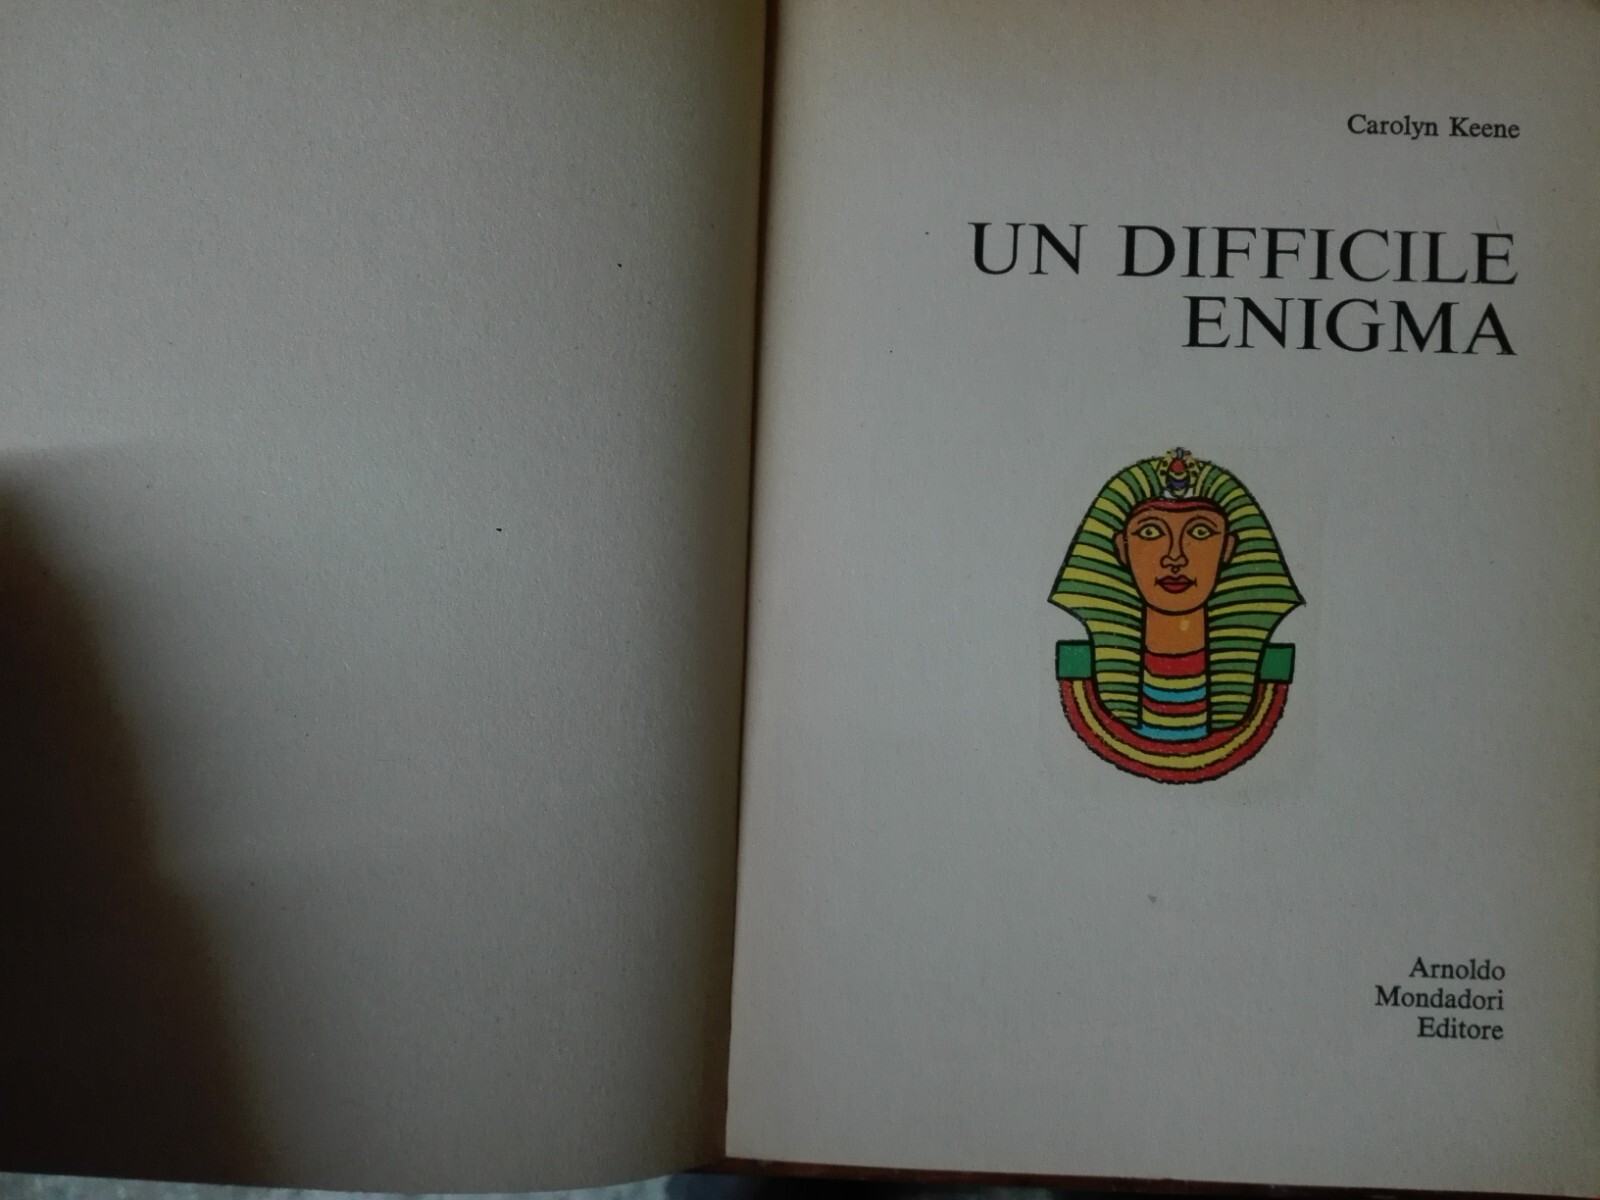 Carolyn Keene
UN DIFFICILE
ENIGMA
Arnoldo
Mondadori
Editore